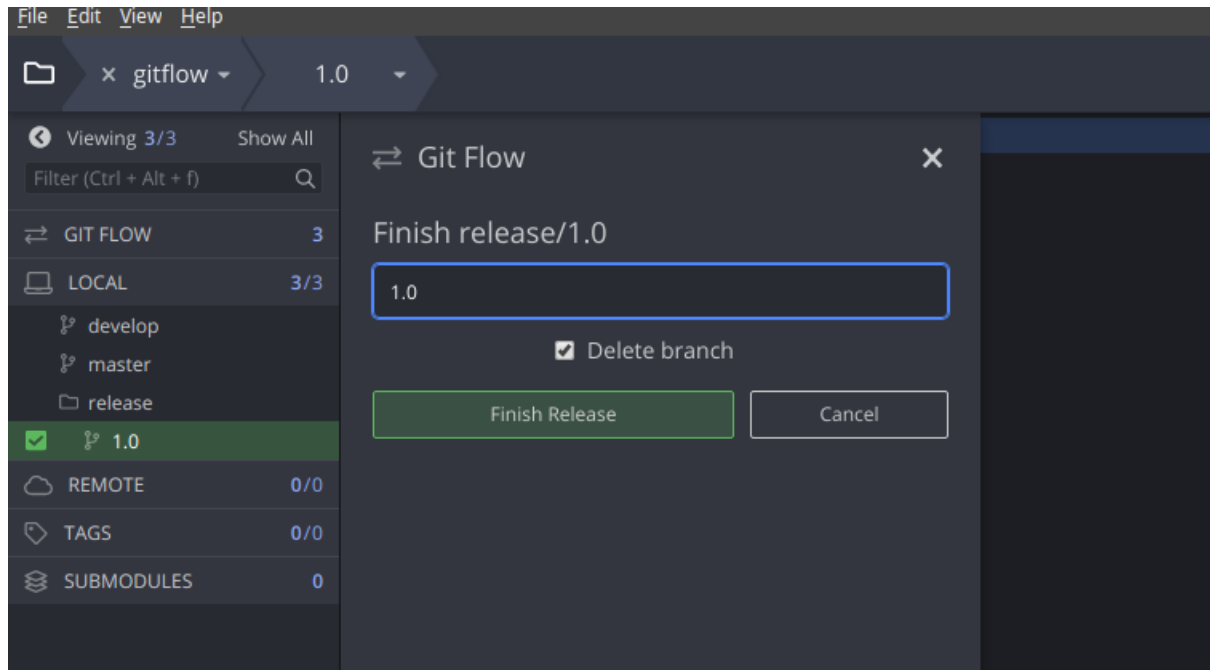 File Edit View Help
gitflow 1.0
Viewing 3/3 Show All
Filter (Ctrl + Alt + f)
GIT FLOW 3
LOCAL 3/3
develop
master
release
1.0
REMOTE 0/0
TAGS 0/0
SUBMODULES 0
Git Flow
Finish release/1.0
1.0
Delete branch
Finish Release Cancel